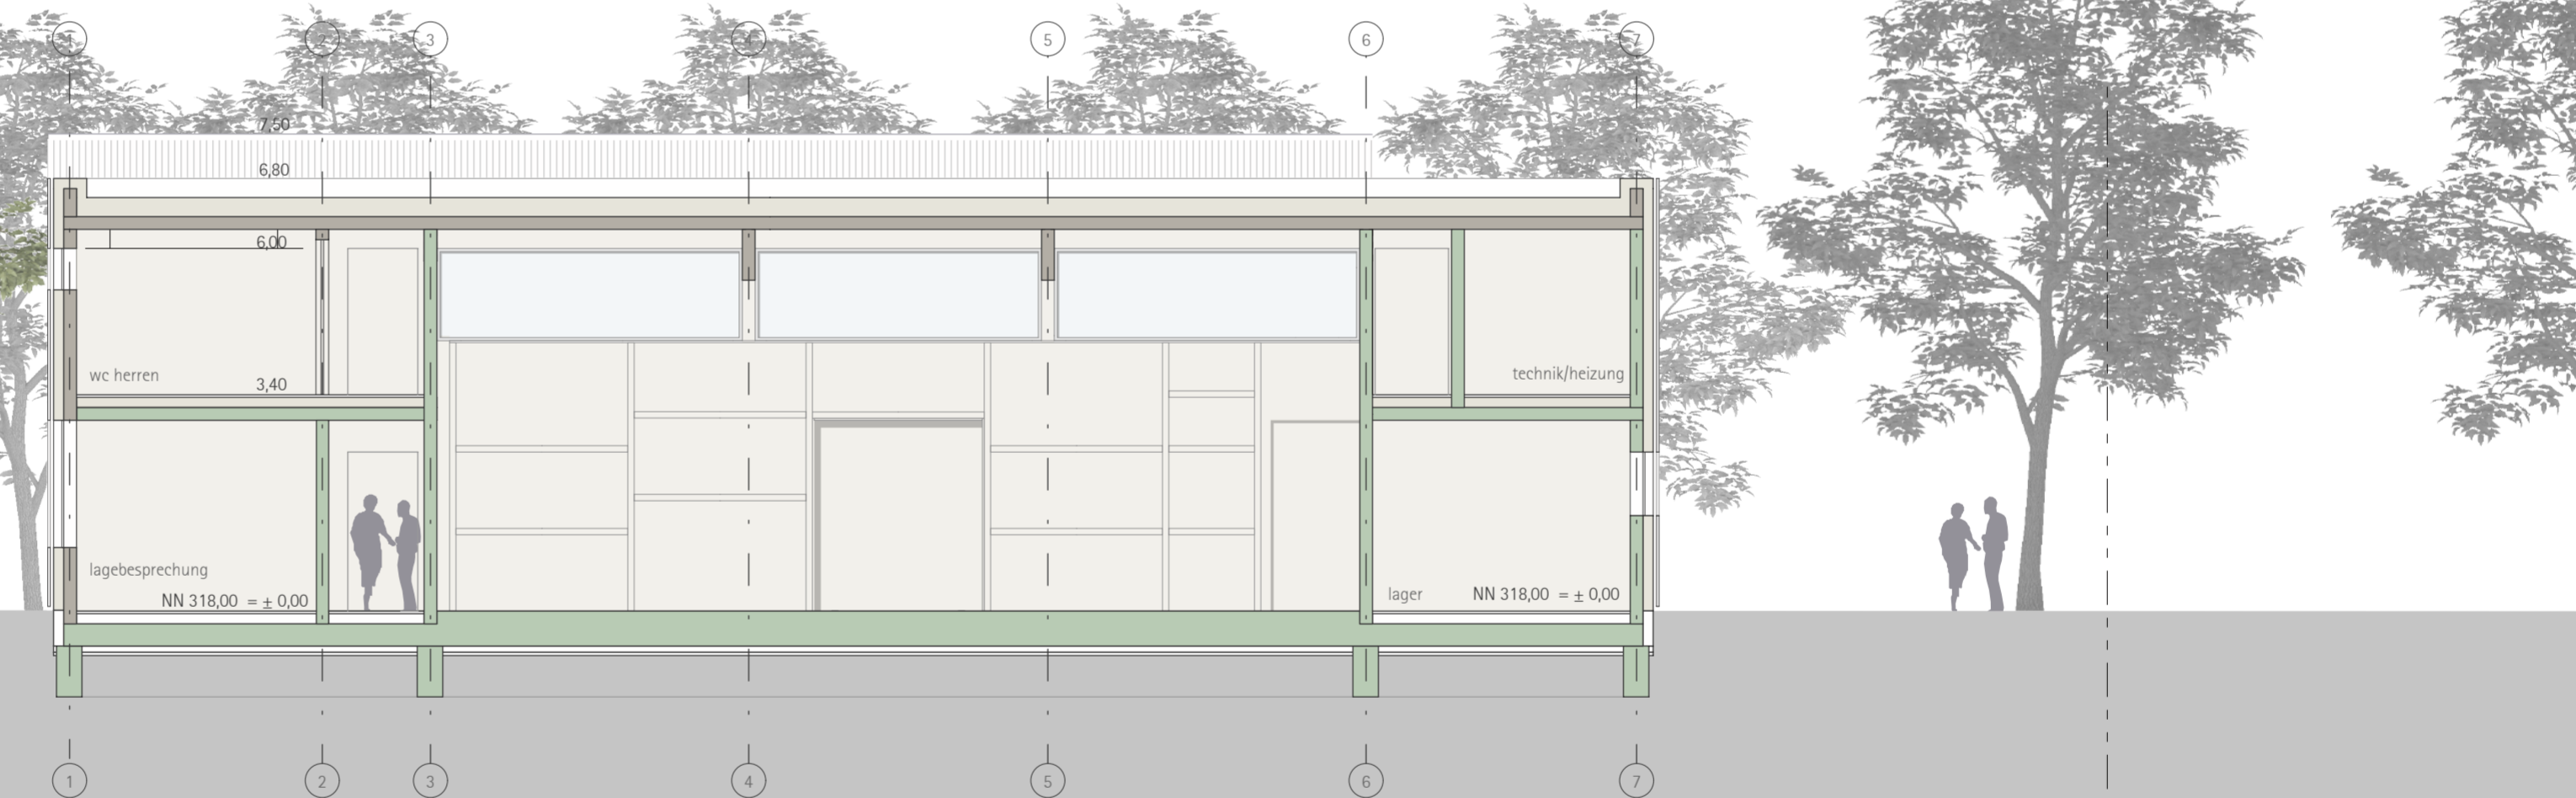 1 2 3 4 5 6 7
7,50
6,80
6,00
wc herren
3,40
technik/heizung
lagebesprechung
NN 318,00 = ± 0,00
lager
NN 318,00 = ± 0,00
1 2 3 4 5 6 7